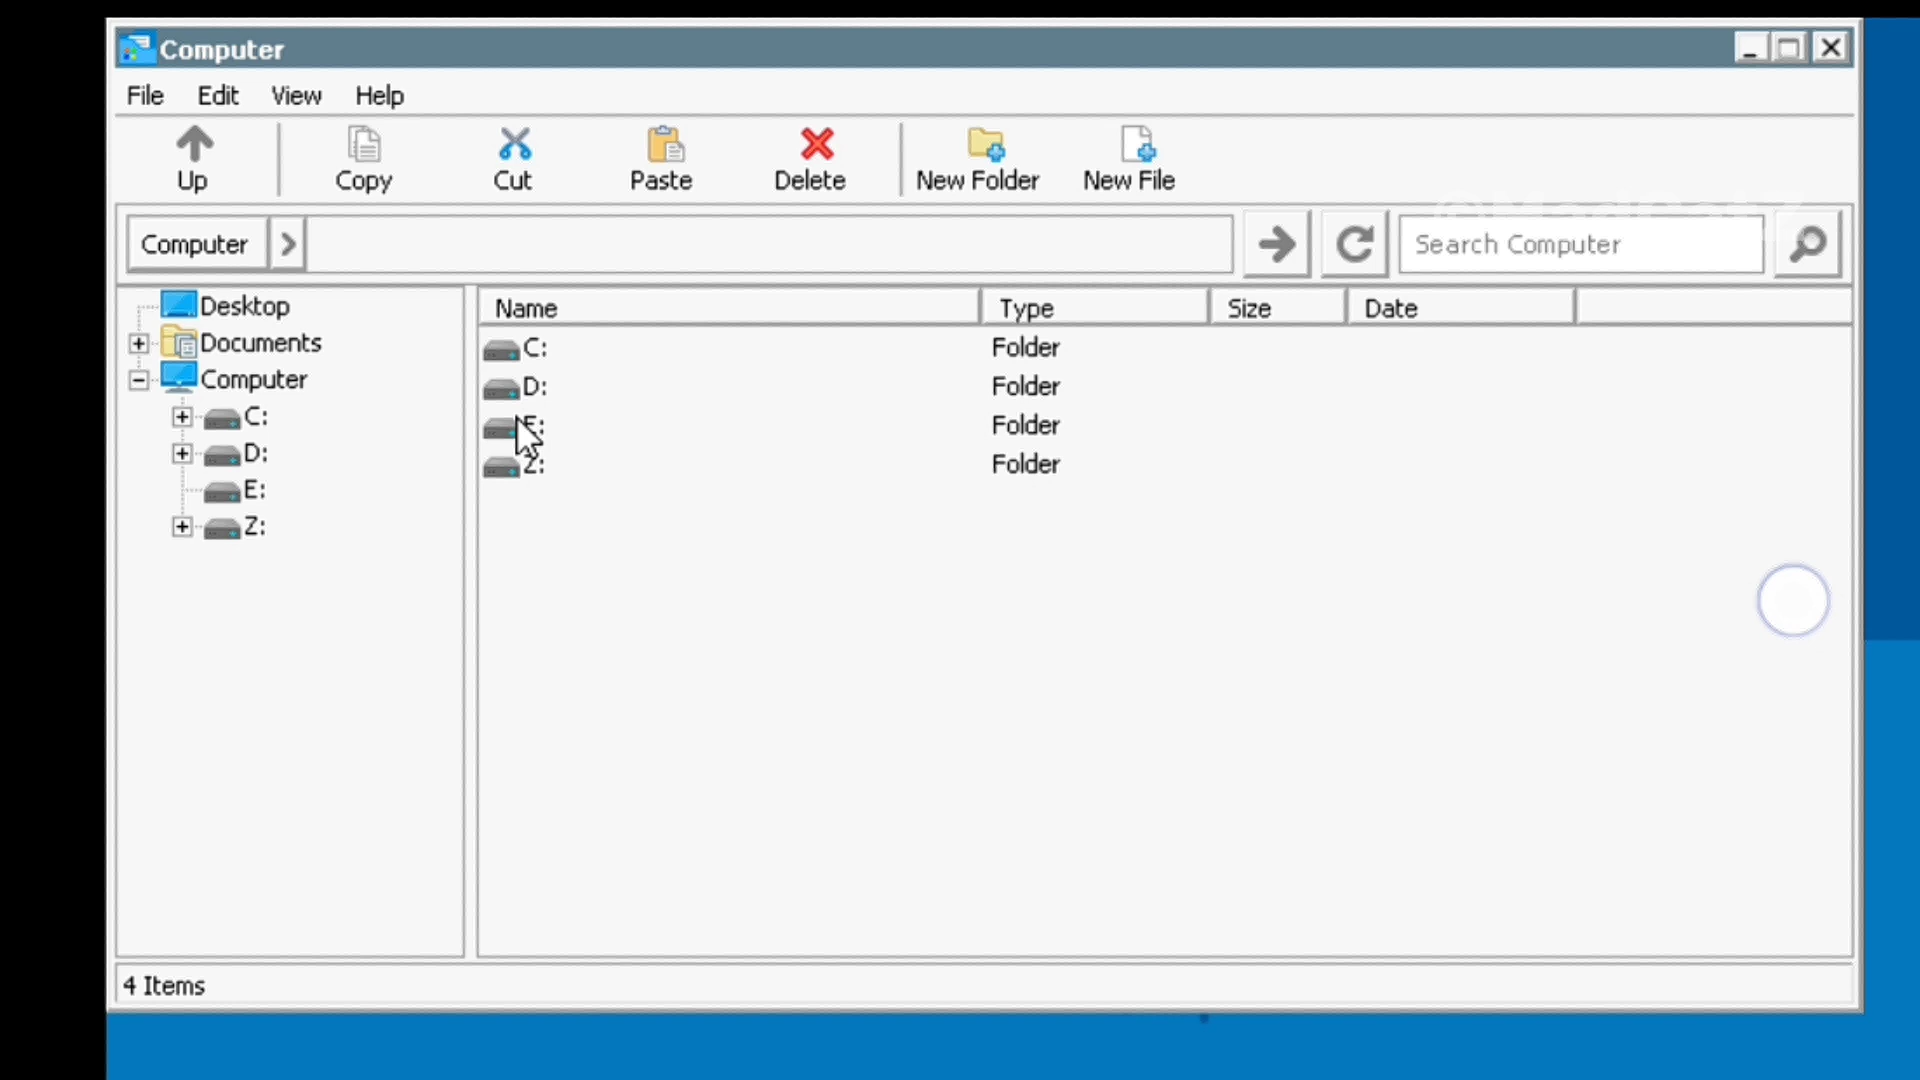 Computer
File Edit View Help
Up Copy Cut Paste Delete New Folder New File
Computer Search Computer
Desktop
Documents
Computer
C:
D:
E:
Z:
Name Type Size Date
C: Folder
D: Folder
E: Folder
Z: Folder
4 Items